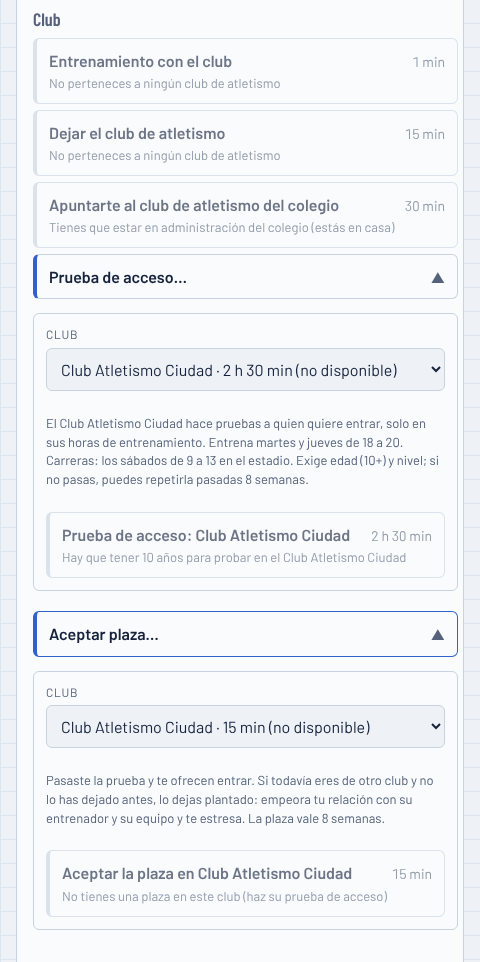 Club
Entrenamiento con el club 1 min
No perteneces a ningún club de atletismo
Dejar el club de atletismo 15 min
No perteneces a ningún club de atletismo
Apuntarte al club de atletismo del colegio 30 min
Tienes que estar en administración del colegio (estás en casa)
Prueba de acceso... ▲
CLUB
Club Atletismo Ciudad · 2 h 30 min (no disponible)
El Club Atletismo Ciudad hace pruebas a quien quiere entrar, solo en
sus horas de entrenamiento. Entrena martes y jueves de 18 a 20.
Carreras: los sábados de 9 a 13 en el estadio. Exige edad (10+) y nivel; si
no pasas, puedes repetirla pasadas 8 semanas.
Prueba de acceso: Club Atletismo Ciudad 2 h 30 min
Hay que tener 10 años para probar en el Club Atletismo Ciudad
Aceptar plaza... ▲
CLUB
Club Atletismo Ciudad · 15 min (no disponible)
Pasaste la prueba y te ofrecen entrar. Si todavía eres de otro club y no
lo has dejado antes, lo dejas plantado: empeora tu relación con su
entrenador y su equipo y te estresa. La plaza vale 8 semanas.
Aceptar la plaza en Club Atletismo Ciudad 15 min
No tienes una plaza en este club (haz su prueba de acceso)